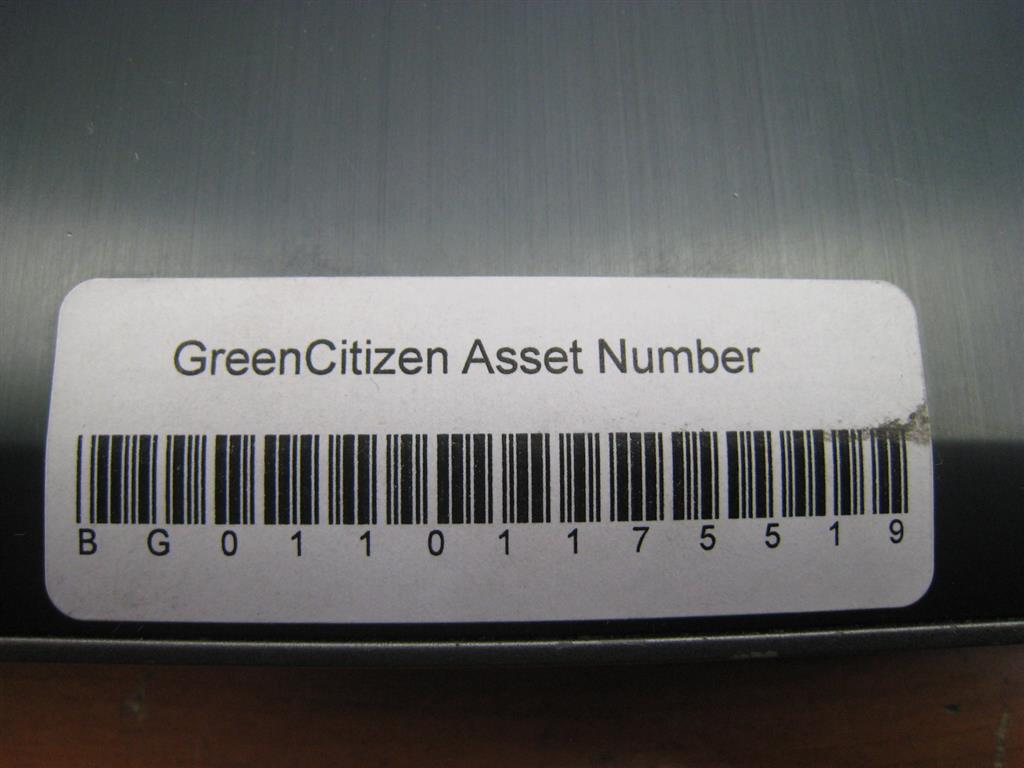 GreenCitizen Asset Number
B G 0 1 1 0 1 1 7 5 5 1 9